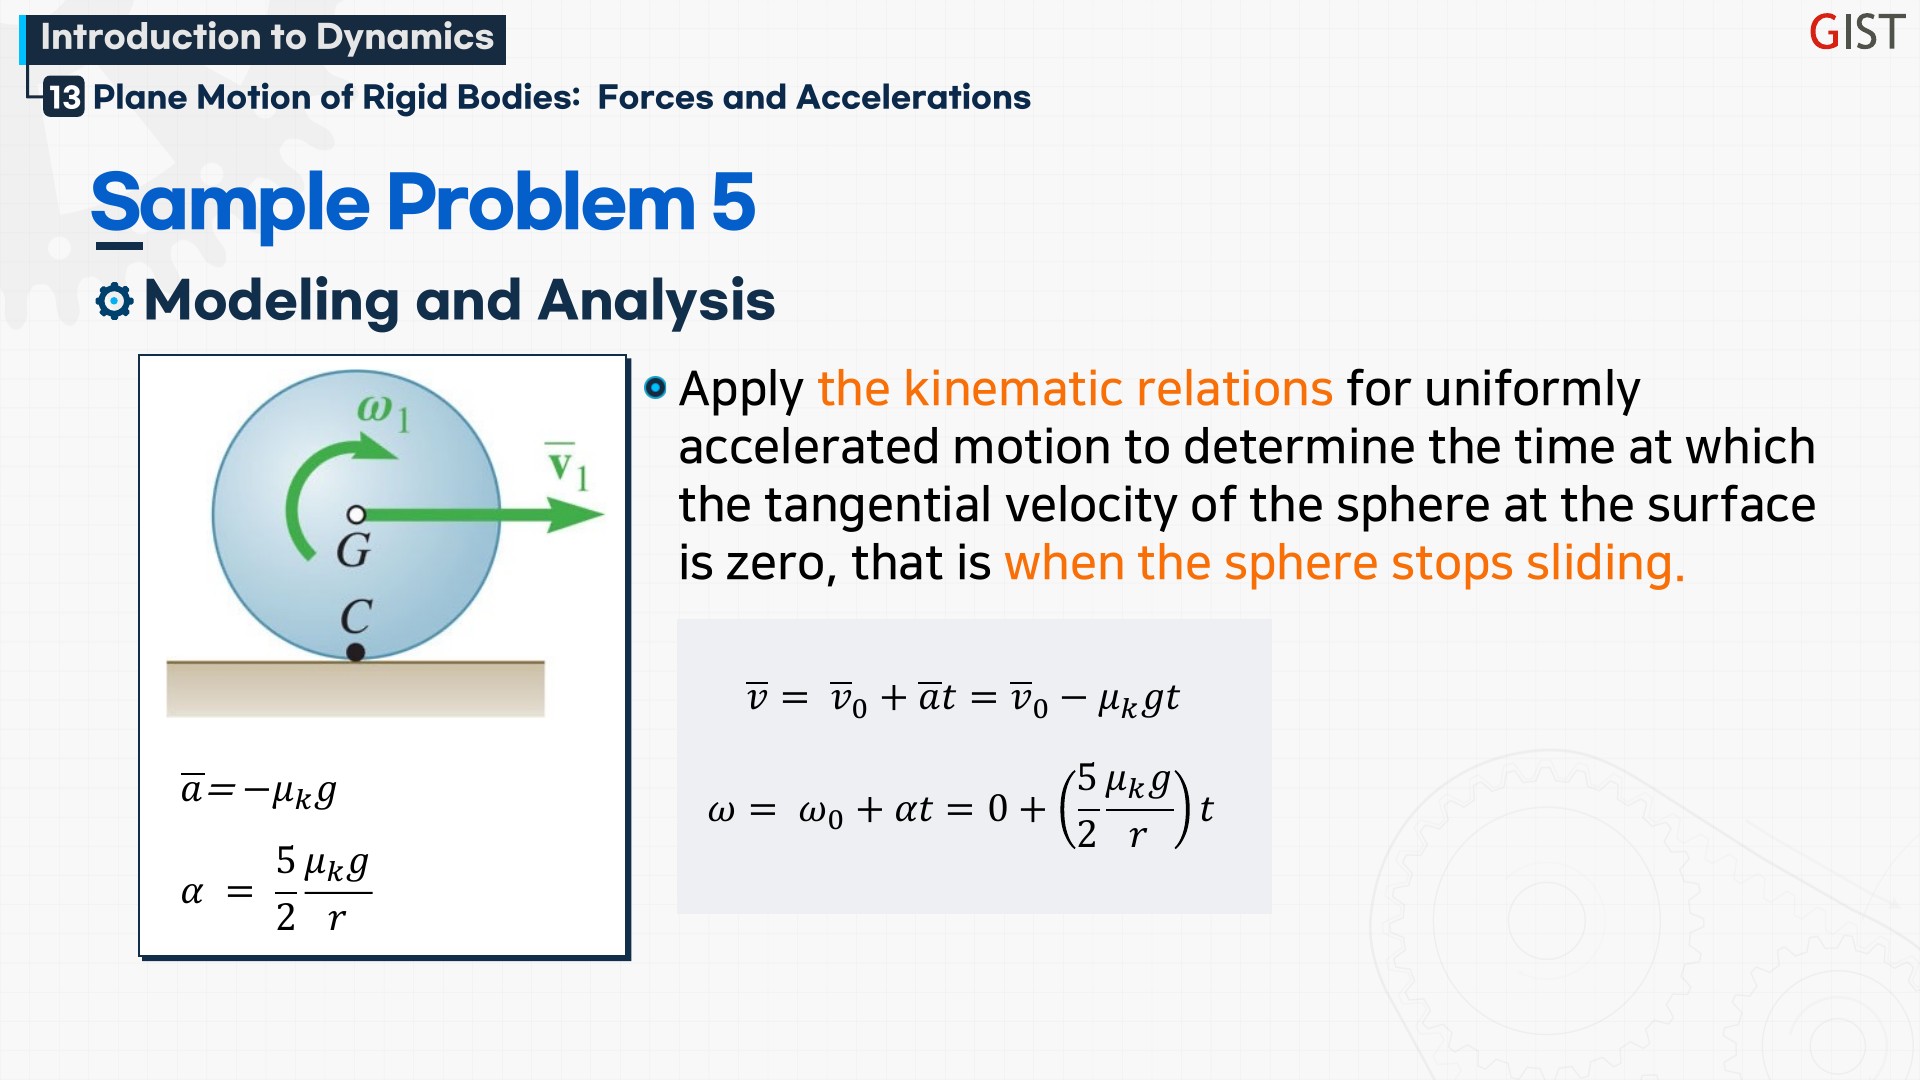 Introduction to Dynamics
GIST
13 Plane Motion of Rigid Bodies: Forces and Accelerations
Sample Problem 5
Modeling and Analysis
ω₁
v̅₁
G
C
a̅=−μₖg
α = 5/2 μₖg/r
Apply the kinematic relations for uniformly
accelerated motion to determine the time at which
the tangential velocity of the sphere at the surface
is zero, that is when the sphere stops sliding.
v̅ = v̅₀ + a̅t = v̅₀ − μₖgt
ω = ω₀ + αt = 0 + (5/2 μₖg/r) t